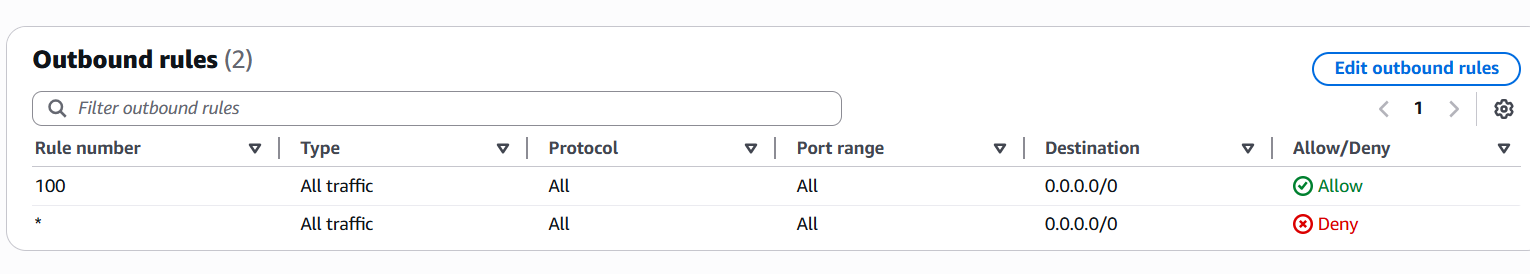 Outbound rules (2)
Edit outbound rules
Filter outbound rules
1
Rule number Type Protocol Port range Destination Allow/Deny
100 All traffic All All 0.0.0.0/0 Allow
* All traffic All All 0.0.0.0/0 Deny